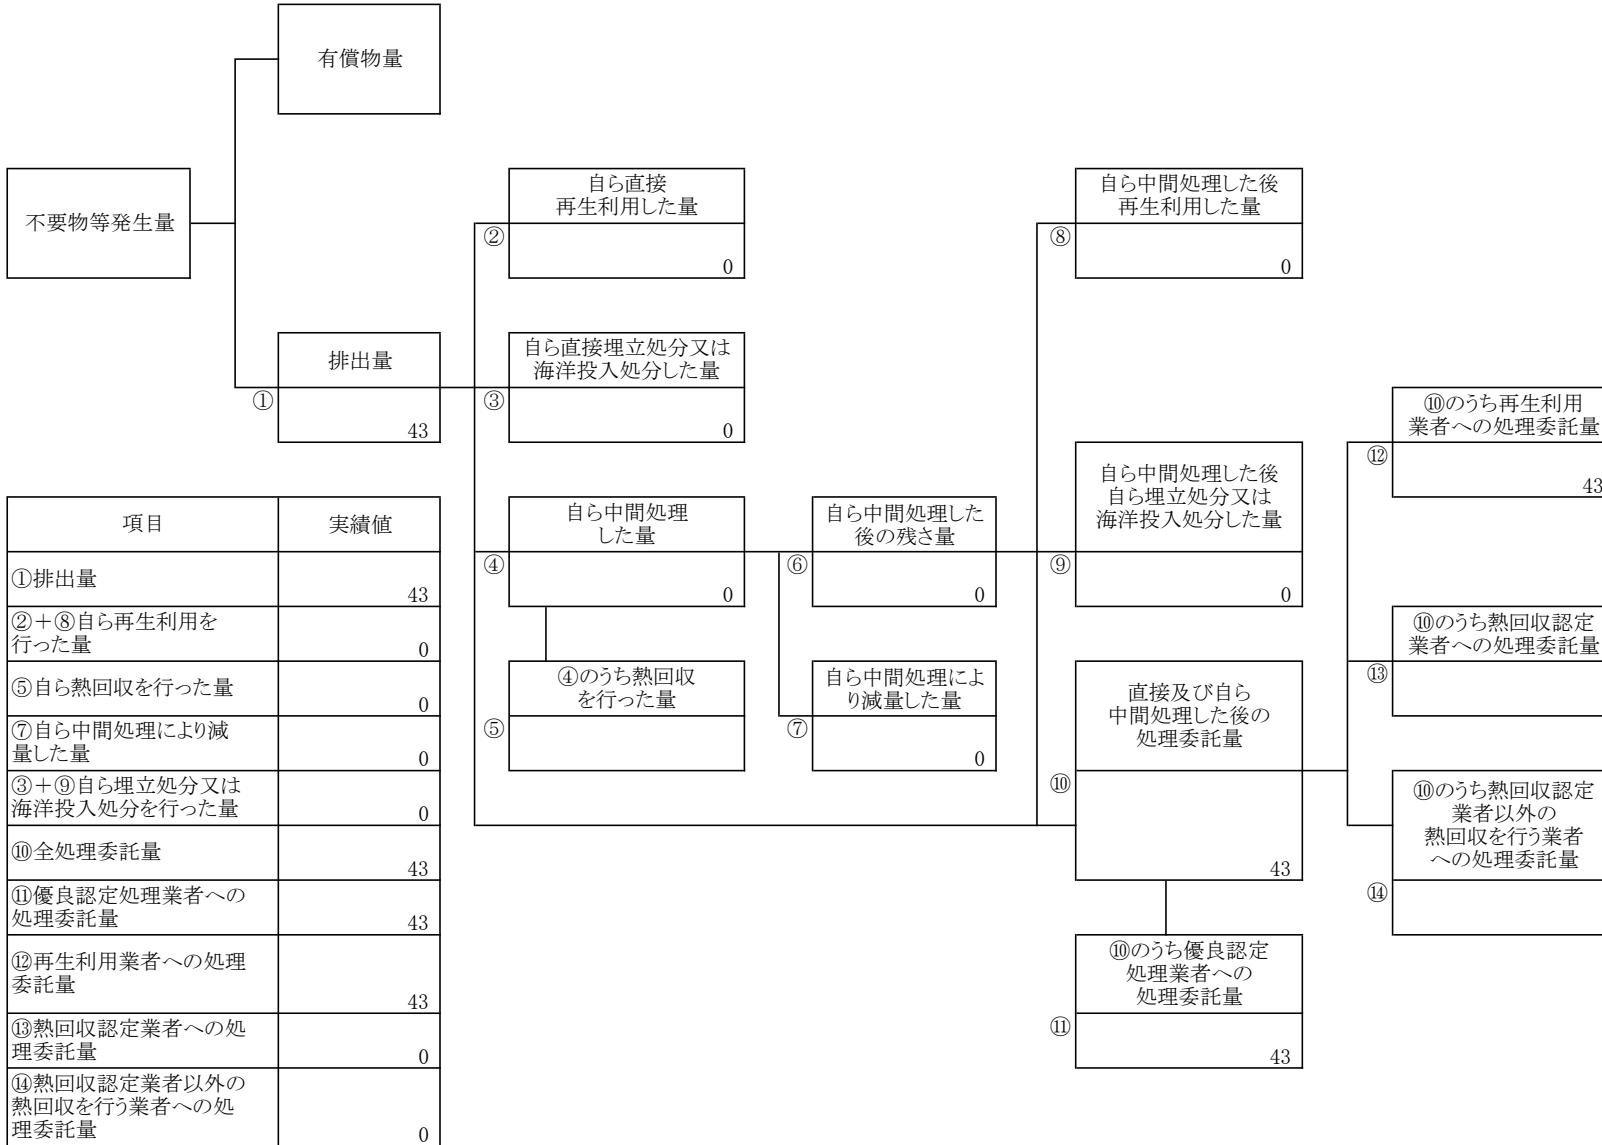 有償物量
不要物等発生量
自ら直接
再生利用した量
②
0
自ら中間処理した後
再生利用した量
⑧
0
排出量
①
43
自ら直接埋立処分又は
海洋投入処分した量
③
0
⑩のうち再生利用
業者への処理委託量
⑫
43
自ら中間処理
した量
④
0
自ら中間処理した
後の残さ量
⑥
0
自ら中間処理した後
自ら埋立処分又は
海洋投入処分した量
⑨
0
④のうち熱回収
を行った量
⑤
自ら中間処理によ
り減量した量
⑦
0
直接及び自ら
中間処理した後の
処理委託量
⑩
43
⑩のうち熱回収認定
業者への処理委託量
⑬
⑩のうち熱回収認定
業者以外の
熱回収を行う業者
への処理委託量
⑭
⑩のうち優良認定
処理業者への
処理委託量
⑪
43
項目 実績値
①排出量
43
②+⑧自ら再生利用を
行った量
0
⑤自ら熱回収を行った量
0
⑦自ら中間処理により減
量した量
0
③+⑨自ら埋立処分又は
海洋投入処分を行った量
0
⑩全処理委託量
43
⑪優良認定処理業者への
処理委託量
43
⑫再生利用業者への処理
委託量
43
⑬熱回収認定業者への処
理委託量
0
⑭熱回収認定業者以外の
熱回収を行う業者への処
理委託量
0